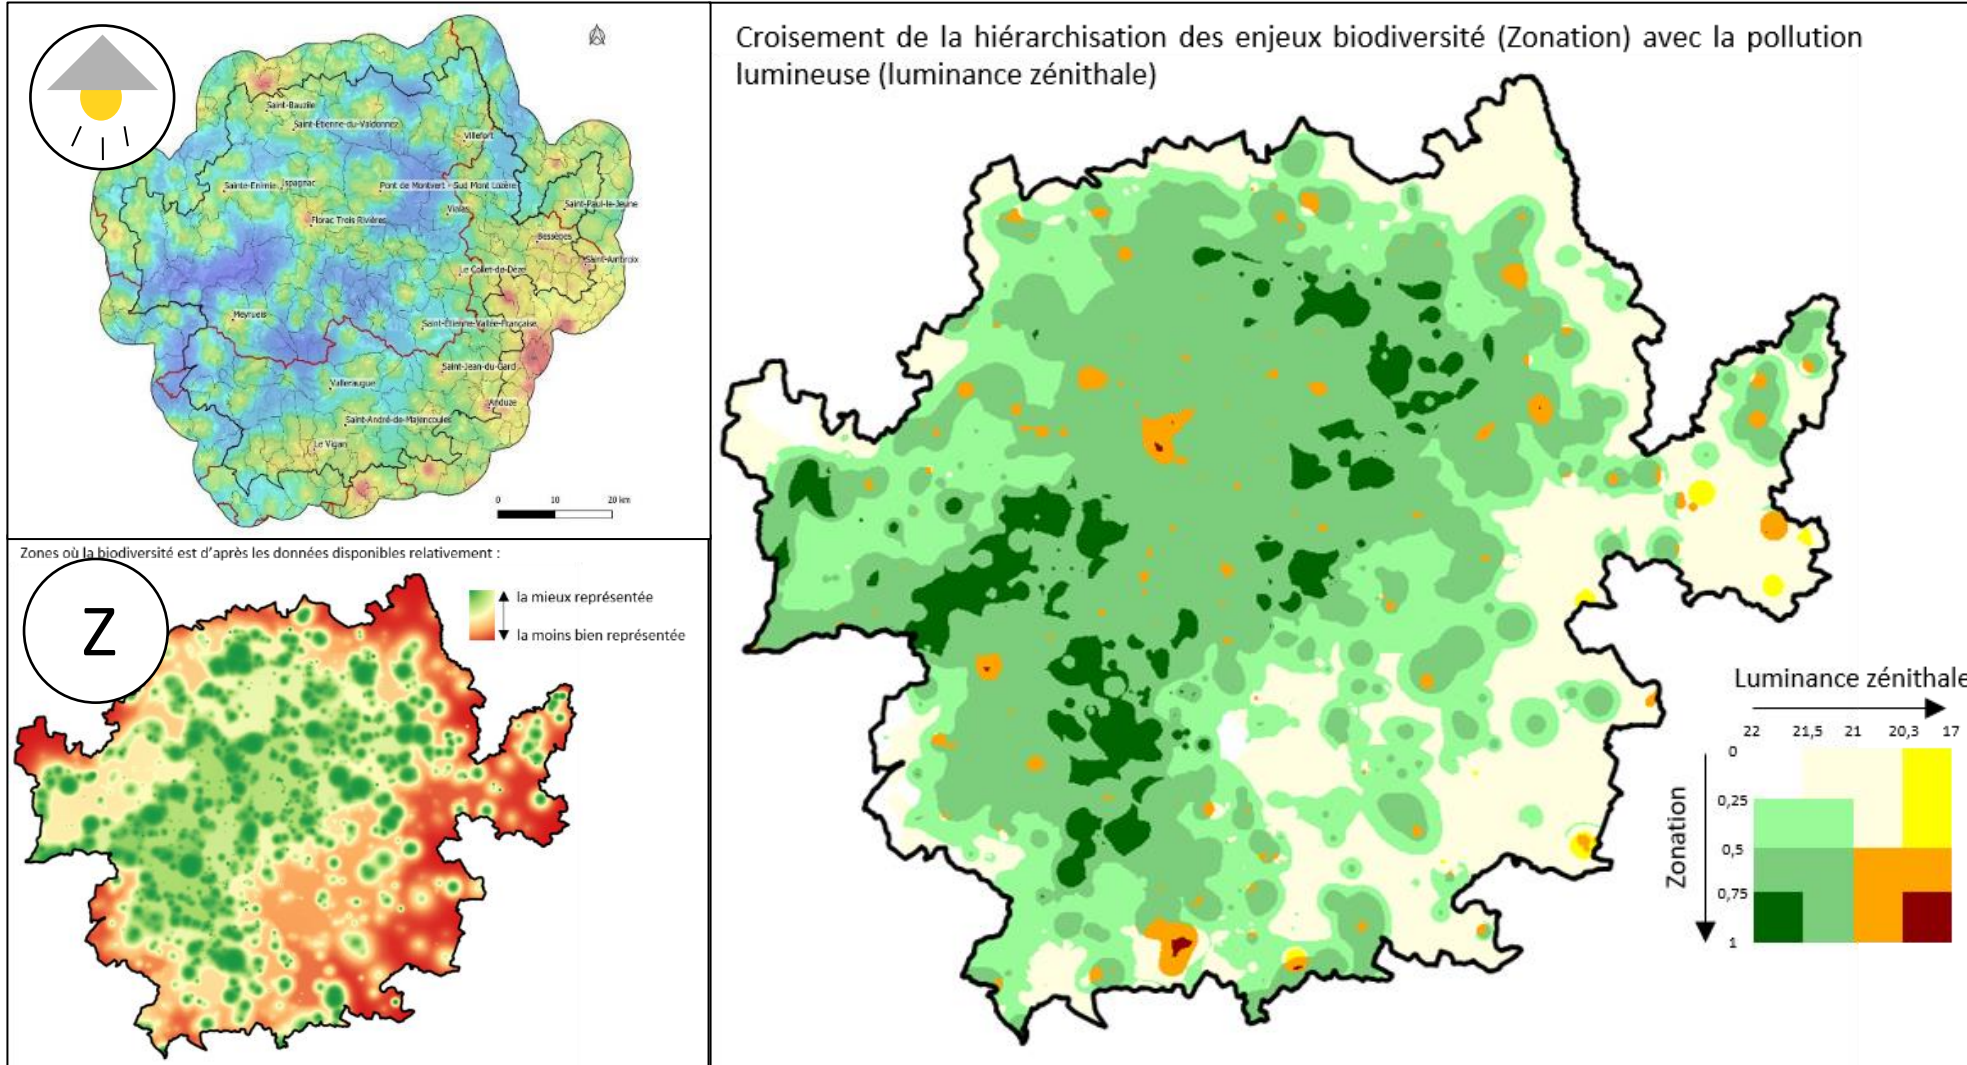 Saint-Bauzile
Saint-Étienne-du-Valdonnez
Villefort
Sainte-Enimie
Ispagnac
Pont de Montvert - Sud Mont Lozère
Vialas
Saint-Paul-le-Jeune
Florac Trois Rivières
Bessèges
Saint-Ambroix
Le Collet-de-Dèze
Meyrueis
Saint-Étienne-Vallée-Française
Saint-Jean-du-Gard
Valleraugue
Anduze
Saint-André-de-Majencoules
Le Vigan
0 10 20 km
Zones où la biodiversité est d'après les données disponibles relativement :
Z
la mieux représentée
la moins bien représentée
Croisement de la hiérarchisation des enjeux biodiversité (Zonation) avec la pollution
lumineuse (luminance zénithale)
Luminance zénithale
22 21,5 21 20,3 17
Zonation
0
0,25
0,5
0,75
1